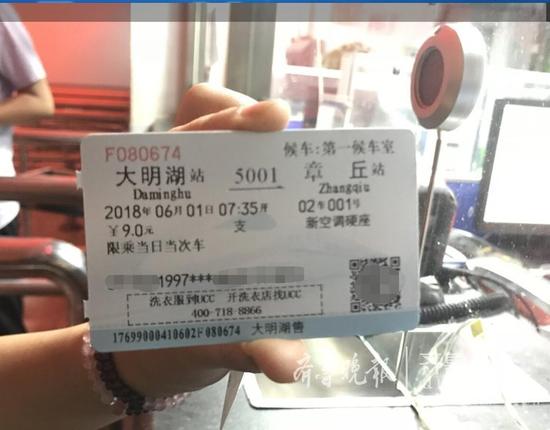 F080674 候车:第一候车室
大明湖站 5001 章丘站
Daminghu Zhangqiu
2018年06月01日07:35开 02车001号
￥9.0元 支 新空调硬座
限乘当日当次车
1997***
洗衣服到UCC 开洗衣店找UCC
400-718-8866
17699000410602F080674 大明湖售
齐鲁晚报